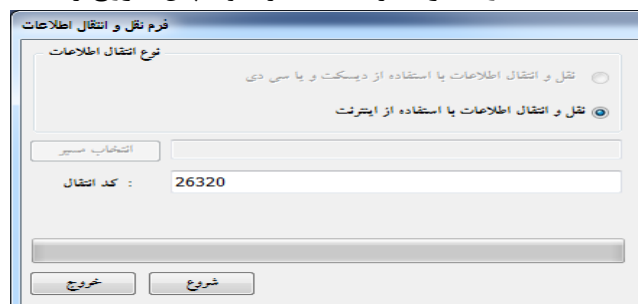 فرم نقل و انتقال اطلاعات
نوع انتقال اطلاعات
نقل و انتقال اطلاعات با استفاده از دیسکت و یا سی دی
نقل و انتقال اطلاعات با استفاده از اینترنت
انتخاب مسیر
کد انتقال :
26320
خروج
شروع